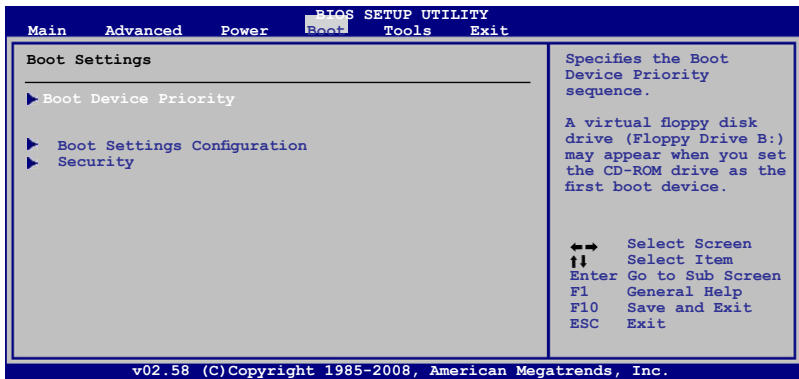 BIOS SETUP UTILITY
Main Advanced Power Boot Tools Exit
Boot Settings
Boot Device Priority
Boot Settings Configuration
Security
Specifies the Boot
Device Priority
sequence.
A virtual floppy disk
drive (Floppy Drive B:)
may appear when you set
the CD-ROM drive as the
first boot device.
←→ Select Screen
↑↓ Select Item
Enter Go to Sub Screen
F1 General Help
F10 Save and Exit
ESC Exit
v02.58 (C)Copyright 1985-2008, American Megatrends, Inc.